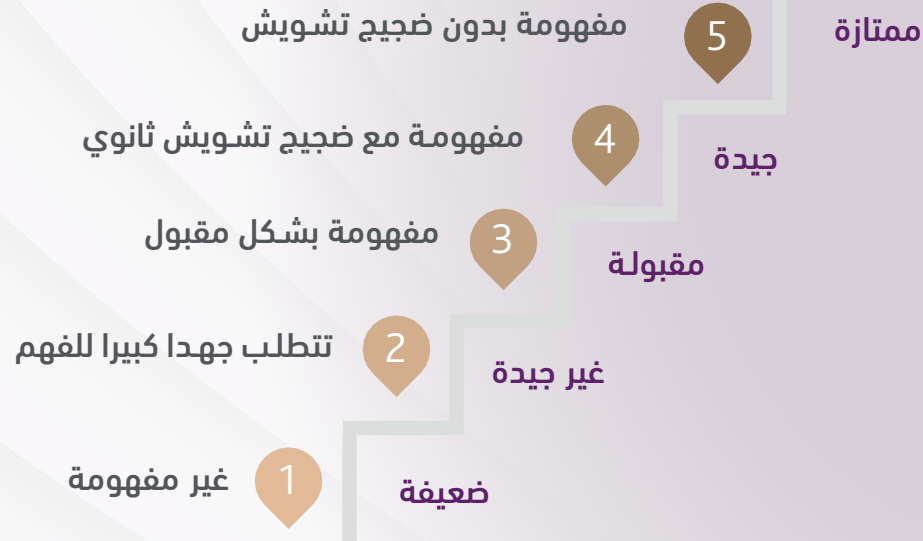 ممتازة
5
مفهومة بدون ضجيج تشويش
جيدة
4
مفهومة مع ضجيج تشويش ثانوي
مقبولة
3
مفهومة بشكل مقبول
غير جيدة
2
تتطلب جهدا كبيرا للفهم
ضعيفة
1
غير مفهومة